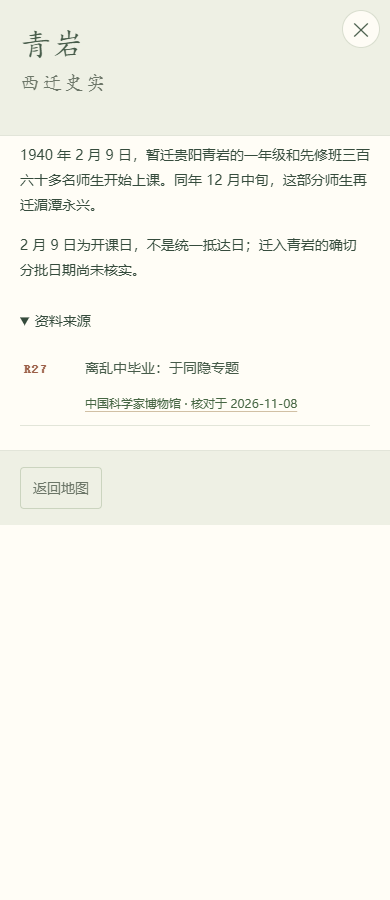 青岩
西迁史实
1940 年 2 月 9 日，暂迁贵阳青岩的一年级和先修班三百
六十多名师生开始上课。同年 12 月中旬，这部分师生再
迁湄潭永兴。
2 月 9 日为开课日，不是统一抵达日；迁入青岩的确切
分批日期尚未核实。
▼ 资料来源
R27 离乱中毕业：于同隐专题
中国科学家博物馆 · 核对于 2026-11-08
返回地图